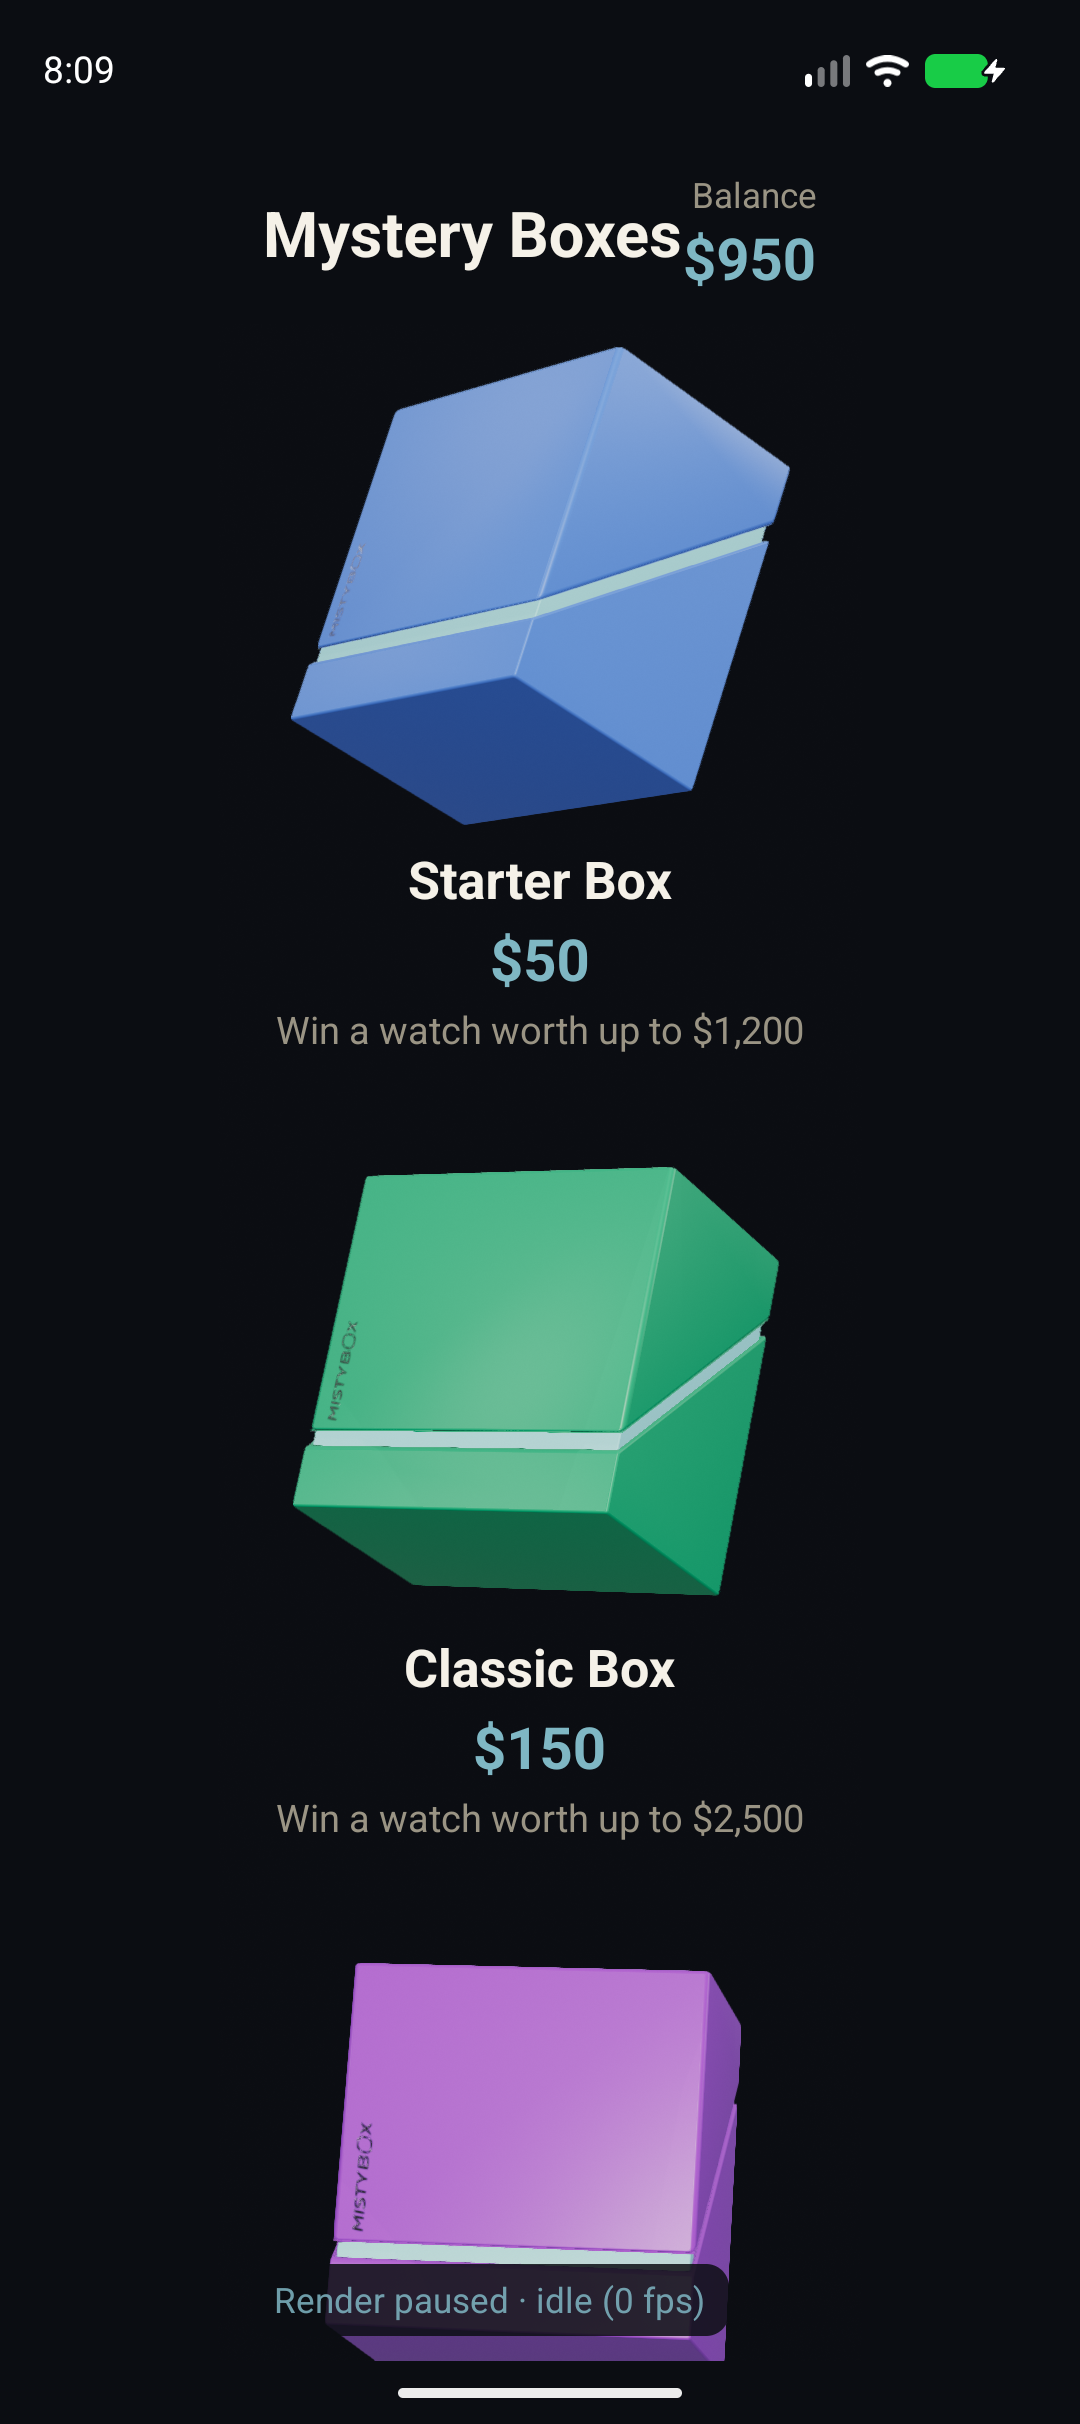 8:09
Balance
Mystery Boxes
$950
MISTYBOX
Starter Box
$50
Win a watch worth up to $1,200
MISTYBOX
Classic Box
$150
Win a watch worth up to $2,500
MISTYBOX
Render paused · idle (0 fps)